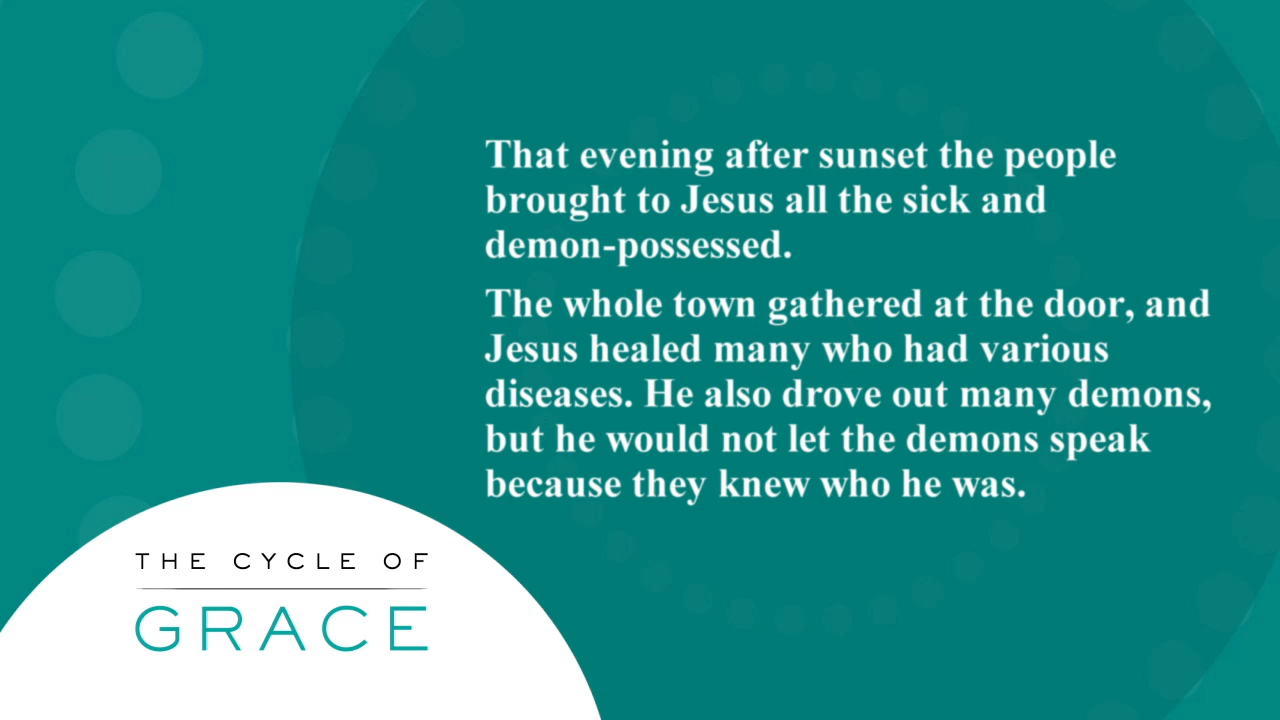 That evening after sunset the people
brought to Jesus all the sick and
demon-possessed.
The whole town gathered at the door, and
Jesus healed many who had various
diseases. He also drove out many demons,
but he would not let the demons speak
because they knew who he was.
THE CYCLE OF
GRACE